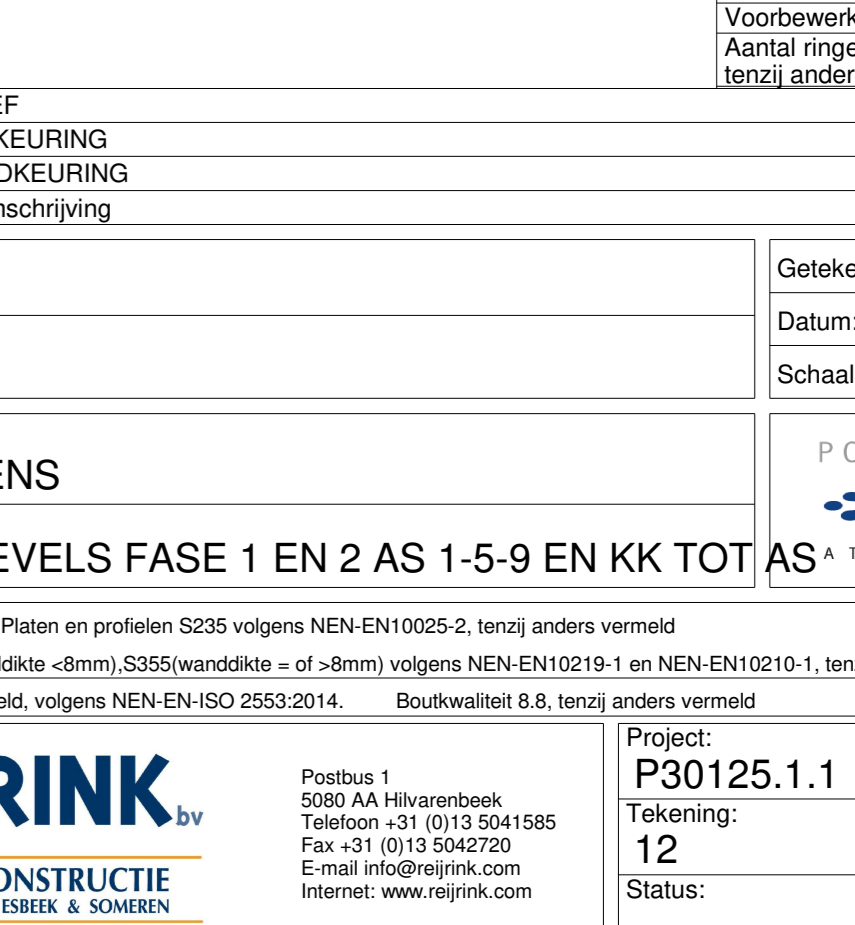 Voorbewerk
Aantal ringe
tenzij ander
EF
KEURING
DKEURING
nschrijving
Geteke
Datum:
Schaal
ENS
EVELS FASE 1 EN 2 AS 1-5-9 EN KK TOT AS
P O
A T
Platen en profielen S235 volgens NEN-EN10025-2, tenzij anders vermeld
ddikte <8mm),S355(wanddikte = of >8mm) volgens NEN-EN10219-1 en NEN-EN10210-1, ten
eld, volgens NEN-EN-ISO 2553:2014. Boutkwaliteit 8.8, tenzij anders vermeld
RINK bv
ONSTRUCTIE
ESBEEK & SOMEREN
Postbus 1
5080 AA Hilvarenbeek
Telefoon +31 (0)13 5041585
Fax +31 (0)13 5042720
E-mail info@reijrink.com
Internet: www.reijrink.com
Project:
P30125.1.1
Tekening:
12
Status: